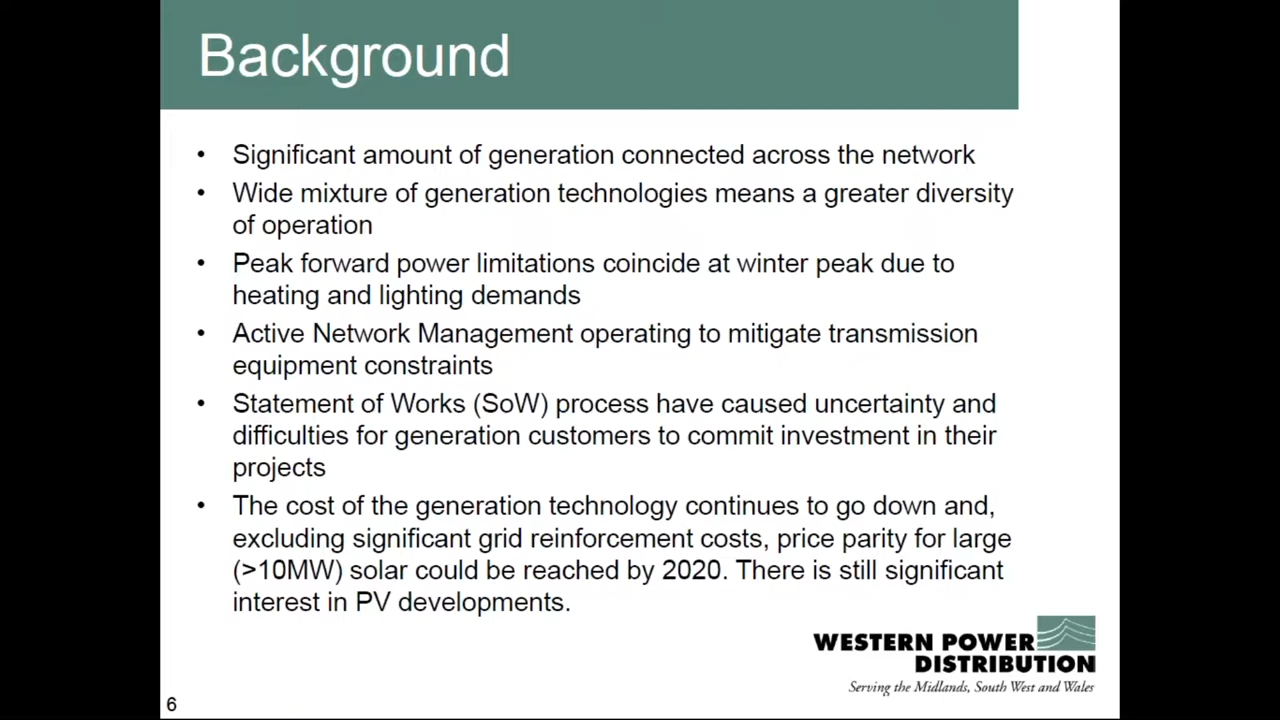 Background
• Significant amount of generation connected across the network
• Wide mixture of generation technologies means a greater diversity
of operation
• Peak forward power limitations coincide at winter peak due to
heating and lighting demands
• Active Network Management operating to mitigate transmission
equipment constraints
• Statement of Works (SoW) process have caused uncertainty and
difficulties for generation customers to commit investment in their
projects
• The cost of the generation technology continues to go down and,
excluding significant grid reinforcement costs, price parity for large
(>10MW) solar could be reached by 2020. There is still significant
interest in PV developments.
WESTERN POWER
DISTRIBUTION
Serving the Midlands, South West and Wales
6